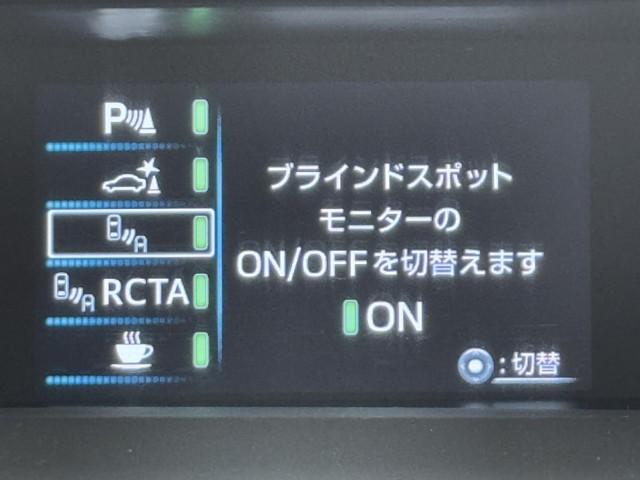 P
RCTA
ブラインドスポット
モニターの
ON/OFFを切替えます
ON
:切替